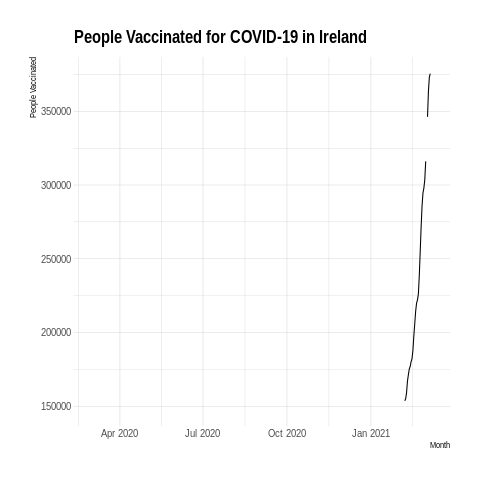 People Vaccinated for COVID-19 in Ireland
People Vaccinated
350000
300000
250000
200000
150000
Apr 2020 Jul 2020 Oct 2020 Jan 2021
Month